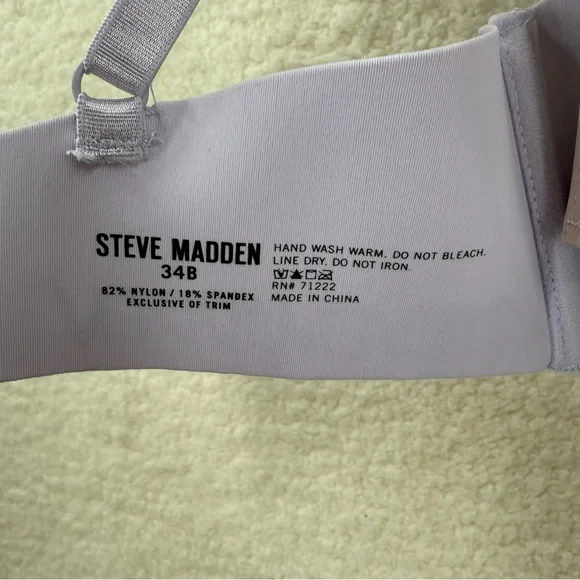 STEVE MADDEN
34B
82% NYLON / 18% SPANDEX
EXCLUSIVE OF TRIM
HAND WASH WARM. DO NOT BLEACH.
LINE DRY. DO NOT IRON.
RN# 71222
MADE IN CHINA